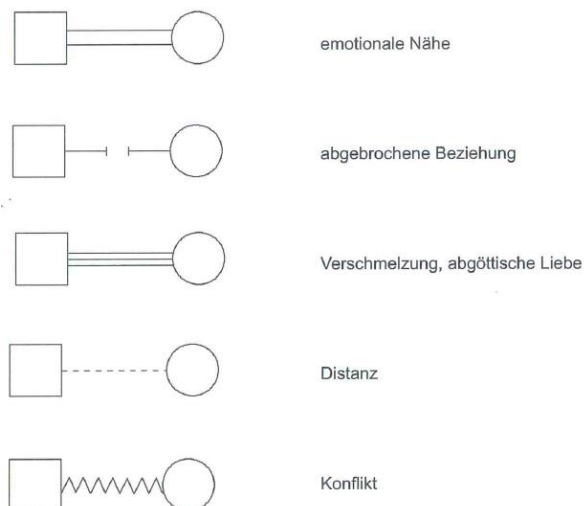 emotionale Nähe
abgebrochene Beziehung
Verschmelzung, abgöttische Liebe
Distanz
Konflikt